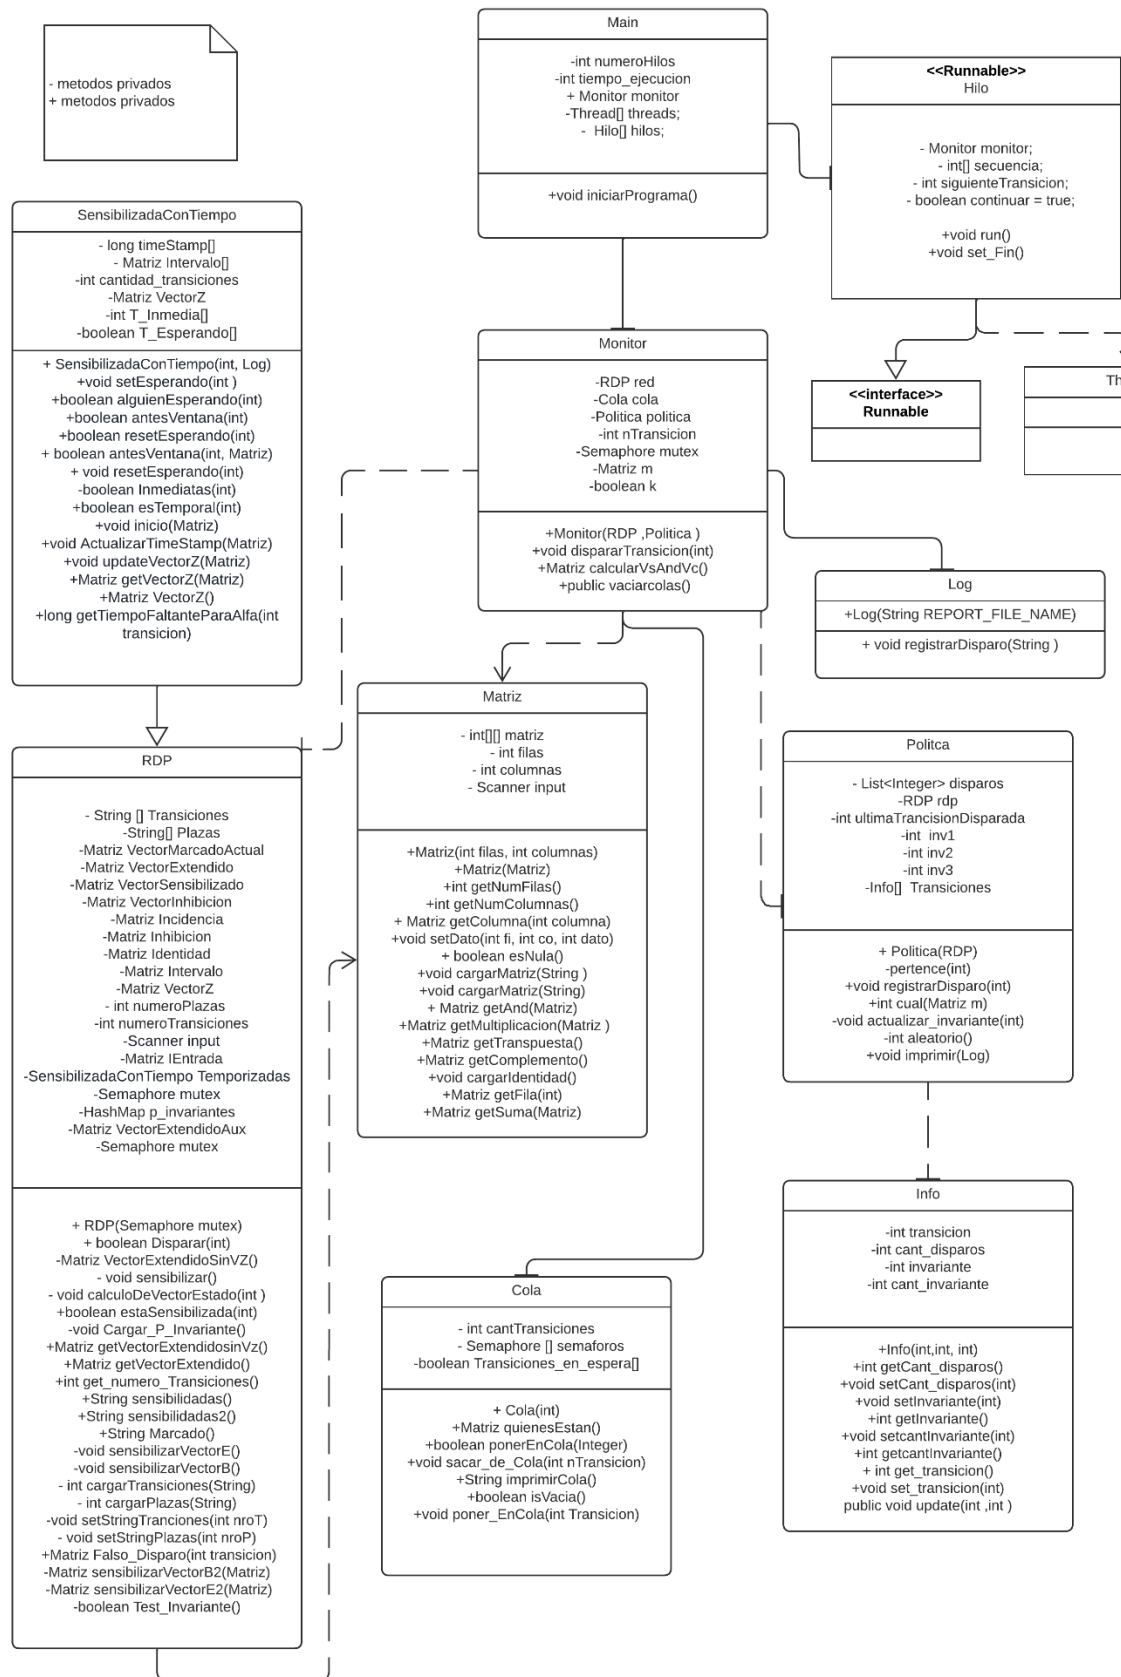 - metodos privados
+ metodos privados
Main
-int numeroHilos
-int tiempo_ejecucion
+ Monitor monitor
-Thread[] threads;
- Hilo[] hilos;
+void iniciarPrograma()
<<Runnable>>
Hilo
- Monitor monitor;
- int[] secuencia;
- int siguienteTransicion;
- boolean continuar = true;
+void run()
+void set_Fin()
SensibilizadaConTiempo
- long timeStamp[]
- Matriz Intervalo[]
-int cantidad_transiciones
-Matriz VectorZ
-int T_Inmedia[]
-boolean T_Esperando[]
+ SensibilizadaConTiempo(int, Log)
+void setEsperando(int )
+boolean alguienEsperando(int)
+boolean antesVentana(int)
+boolean resetEsperando(int)
+ boolean antesVentana(int, Matriz)
+ void resetEsperando(int)
-boolean Inmediatas(int)
+boolean esTemporal(int)
+void inicio(Matriz)
+void ActualizarTimeStamp(Matriz)
+void updateVectorZ(Matriz)
+Matriz getVectorZ(Matriz)
+Matriz VectorZ()
+long getTiempoFaltanteParaAlfa(int
transicion)
Monitor
-RDP red
-Cola cola
-Politica politica
-int nTransicion
-Semaphore mutex
-Matriz m
-boolean k
+Monitor(RDP ,Politica )
+void dispararTransicion(int)
+Matriz calcularVsAndVc()
+public vaciarcolas()
<<interface>>
Runnable
Th
Log
+Log(String REPORT_FILE_NAME)
+ void registrarDisparo(String )
Matriz
- int[][] matriz
- int filas
- int columnas
- Scanner input
+Matriz(int filas, int columnas)
+Matriz(Matriz)
+int getNumFilas()
+int getNumColumnas()
+ Matriz getColumna(int columna)
+void setDato(int fi, int co, int dato)
+ boolean esNula()
+void cargarMatriz(String )
+void cargarMatriz(String)
+ Matriz getAnd(Matriz)
+Matriz getMultiplicacion(Matriz )
+Matriz getTranspuesta()
+Matriz getComplemento()
+void cargarIdentidad()
+Matriz getFila(int)
+Matriz getSuma(Matriz)
RDP
- String [] Transiciones
-String[] Plazas
-Matriz VectorMarcadoActual
-Matriz VectorExtendido
-Matriz VectorSensibilizado
-Matriz VectorInhibicion
-Matriz Incidencia
-Matriz Inhibicion
-Matriz Identidad
-Matriz Intervalo
-Matriz VectorZ
- int numeroPlazas
-int numeroTransiciones
-Scanner input
-Matriz IEntrada
-SensibilizadaConTiempo Temporizadas
-Semaphore mutex
-HashMap p_invariantes
-Matriz VectorExtendidoAux
-Semaphore mutex
+ RDP(Semaphore mutex)
+ boolean Disparar(int)
-Matriz VectorExtendidoSinVZ()
- void sensibilizar()
- void calculoDeVectorEstado(int )
+boolean estaSensibilizada(int)
-void Cargar_P_Invariante()
+Matriz getVectorExtendidosinVz()
+Matriz getVectorExtendido()
+int get_numero_Transiciones()
+String sensibilidadas()
+String sensibilidadas2()
+String Marcado()
-void sensibilizarVectorE()
-void sensibilizarVectorB()
- int cargarTransiciones(String)
- int cargarPlazas(String)
-void setStringTranciones(int nroT)
- void setStringPlazas(int nroP)
+Matriz Falso_Disparo(int transicion)
-Matriz sensibilizarVectorB2(Matriz)
-Matriz sensibilizarVectorE2(Matriz)
-boolean Test_Invariante()
Politca
- List<Integer> disparos
-RDP rdp
-int ultimaTrancisionDisparada
-int inv1
-int inv2
-int inv3
-Info[] Transiciones
+ Politica(RDP)
-pertence(int)
+void registrarDisparo(int)
+int cual(Matriz m)
-void actualizar_invariante(int)
-int aleatorio()
+void imprimir(Log)
Cola
- int cantTransiciones
- Semaphore [] semaforos
-boolean Transiciones_en_espera[]
+ Cola(int)
+Matriz quienesEstan()
+boolean ponerEnCola(Integer)
+void sacar_de_Cola(int nTransicion)
+String imprimirCola()
+boolean isVacia()
+void poner_EnCola(int Transicion)
Info
-int transicion
-int cant_disparos
-int invariante
-int cant_invariante
+Info(int,int, int)
+int getCant_disparos()
+void setCant_disparos(int)
+void setInvariante(int)
+int getInvariante()
+void setcantInvariante(int)
+int getcantInvariante()
+ int get_transicion()
+void set_transicion(int)
public void update(int ,int )